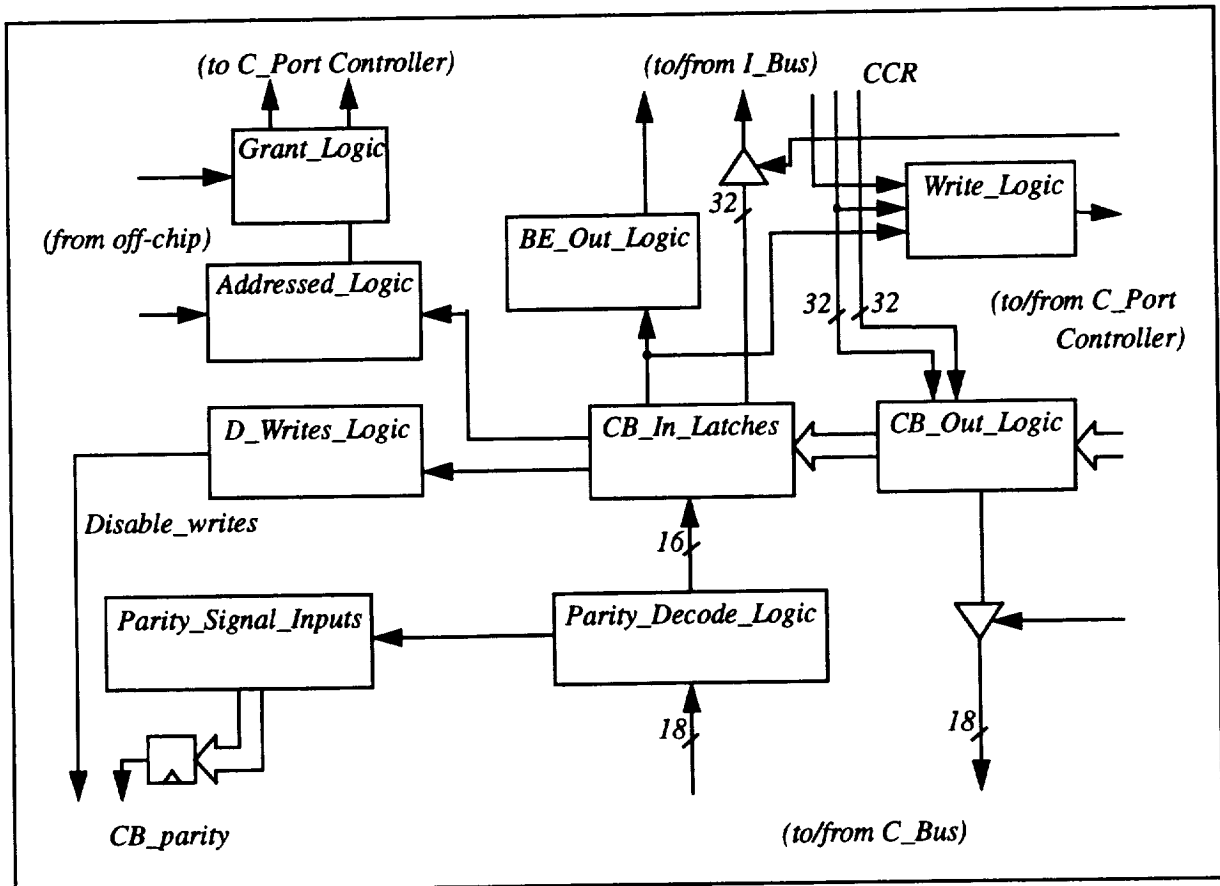 (to C_Port Controller)
(to/from I_Bus)
CCR
Grant_Logic
Write_Logic
32
(from off-chip)
BE_Out_Logic
Addressed_Logic
32
32
(to/from C_Port
Controller)
D_Writes_Logic
CB_In_Latches
CB_Out_Logic
Disable_writes
16
Parity_Signal_Inputs
Parity_Decode_Logic
18
18
CB_parity
(to/from C_Bus)